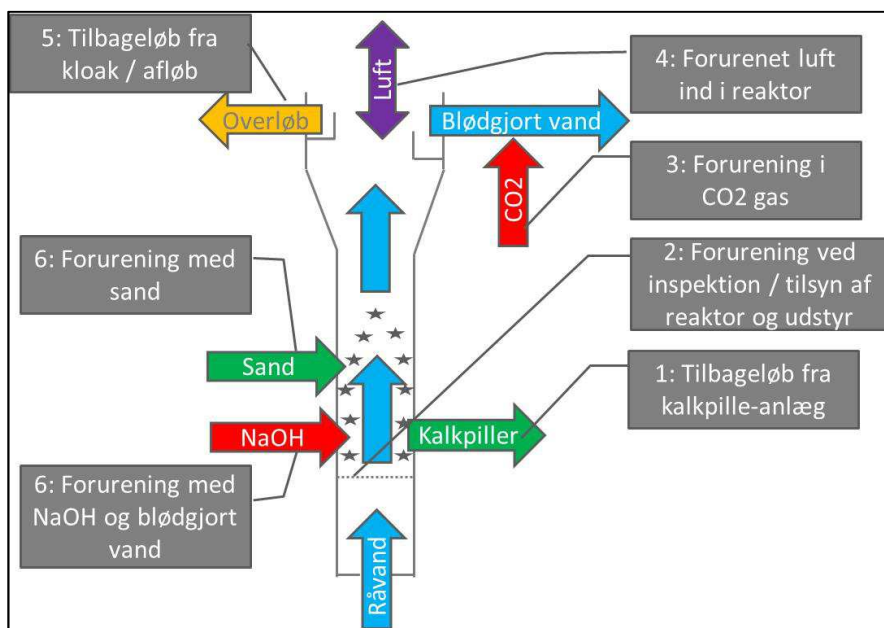 5: Tilbageløb fra
kloak / afløb
Luft
4: Forurenet luft
ind i reaktor
Overløb
Blødgjort vand
CO2
3: Forurening i
CO2 gas
6: Forurening med
sand
2: Forurening ved
inspektion / tilsyn af
reaktor og udstyr
Sand
1: Tilbageløb fra
kalkpille-anlæg
NaOH
Kalkpiller
6: Forurening med
NaOH og blødgjort
vand
Råvand